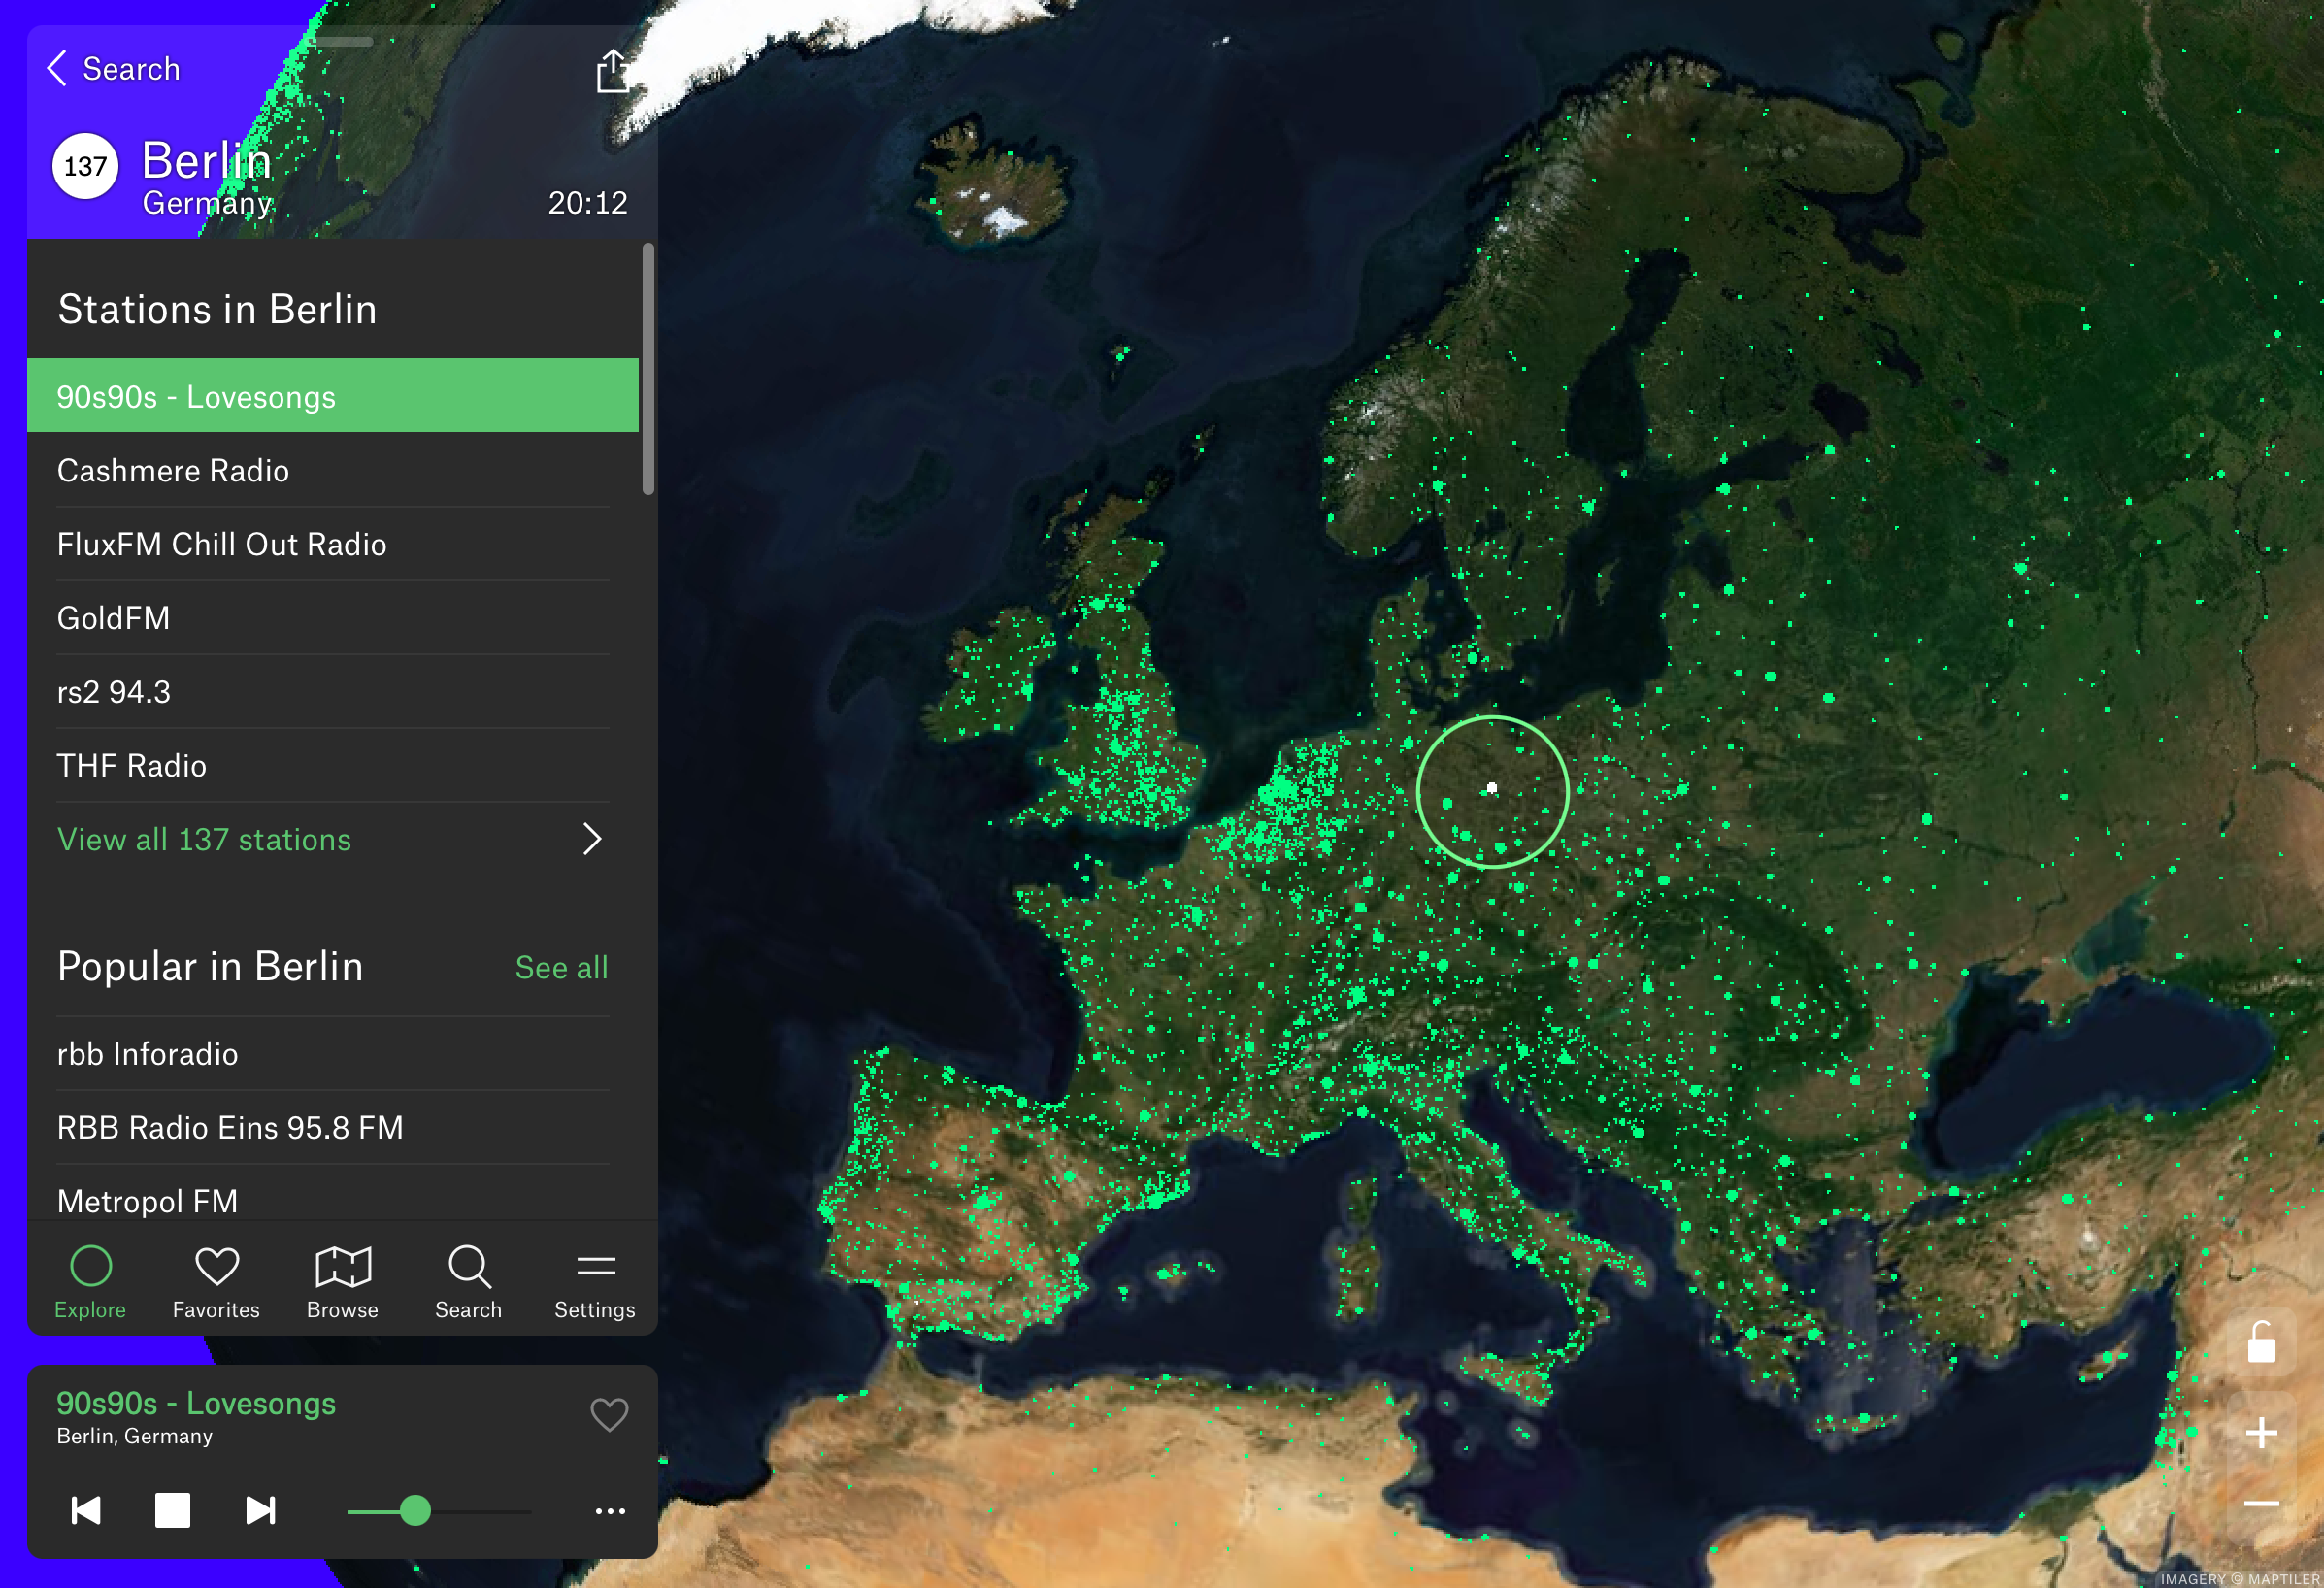 Search
137
Berlin
Germany
20:12
Stations in Berlin
90s90s - Lovesongs
Cashmere Radio
FluxFM Chill Out Radio
GoldFM
rs2 94.3
THF Radio
View all 137 stations
Popular in Berlin
See all
rbb Inforadio
RBB Radio Eins 95.8 FM
Metropol FM
Explore
Favorites
Browse
Search
Settings
90s90s - Lovesongs
Berlin, Germany
IMAGERY © MAPTILER